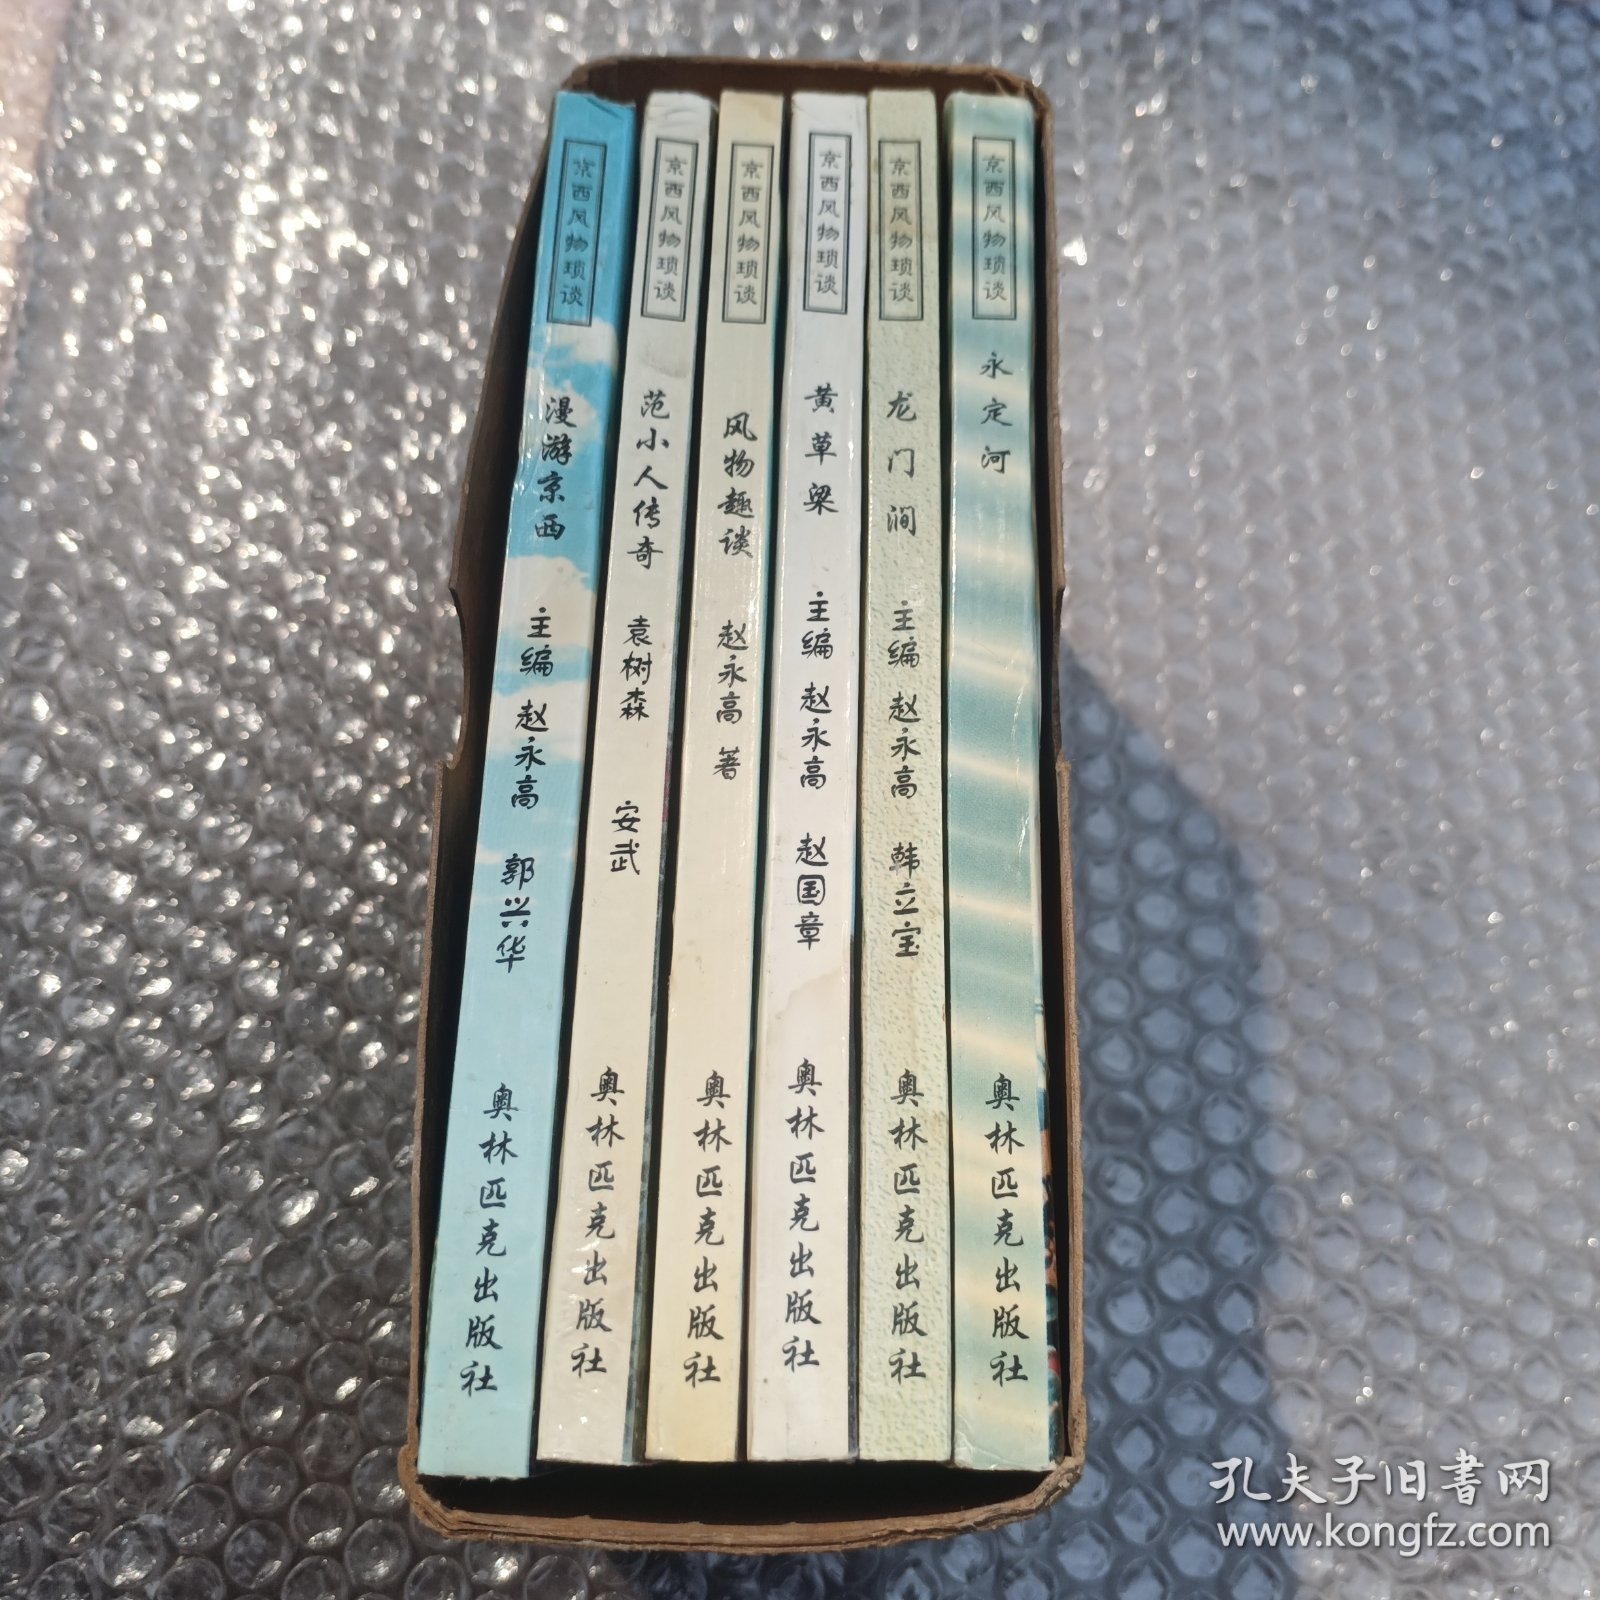 京西风物琐谈
漫游京西
主编 赵永高 郭兴华
奥林匹克出版社
京西风物琐谈
范小人传奇
袁树森 安武
奥林匹克出版社
京西风物琐谈
风物趣谈
赵永高 著
奥林匹克出版社
京西风物琐谈
黄草梁
主编 赵永高 赵国章
奥林匹克出版社
京西风物琐谈
龙门涧
主编 赵永高 韩立宝
奥林匹克出版社
京西风物琐谈
永定河
奥林匹克出版社
孔夫子旧书网
www.kongfz.com